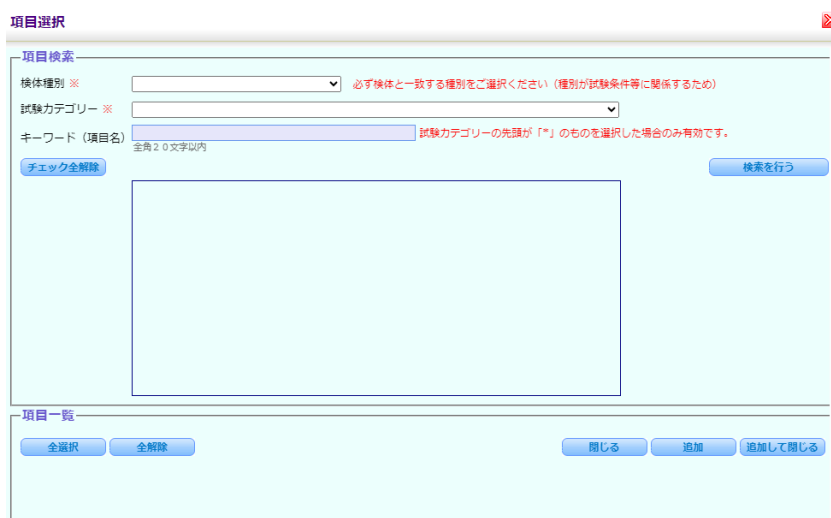 項目選択
項目検索
検体種別 ※ 必ず検体と一致する種別をご選択ください（種別が試験条件等に関係するため）
試験カテゴリー ※
キーワード（項目名） 試験カテゴリーの先頭が「*」のものを選択した場合のみ有効です。
全角２０文字以内
チェック全解除 検索を行う
項目一覧
全選択 全解除 閉じる 追加 追加して閉じる